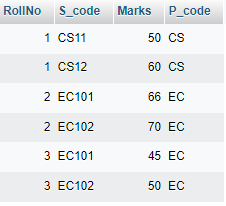 RollNo S_code Marks P_code
1 CS11 50 CS
1 CS12 60 CS
2 EC101 66 EC
2 EC102 70 EC
3 EC101 45 EC
3 EC102 50 EC